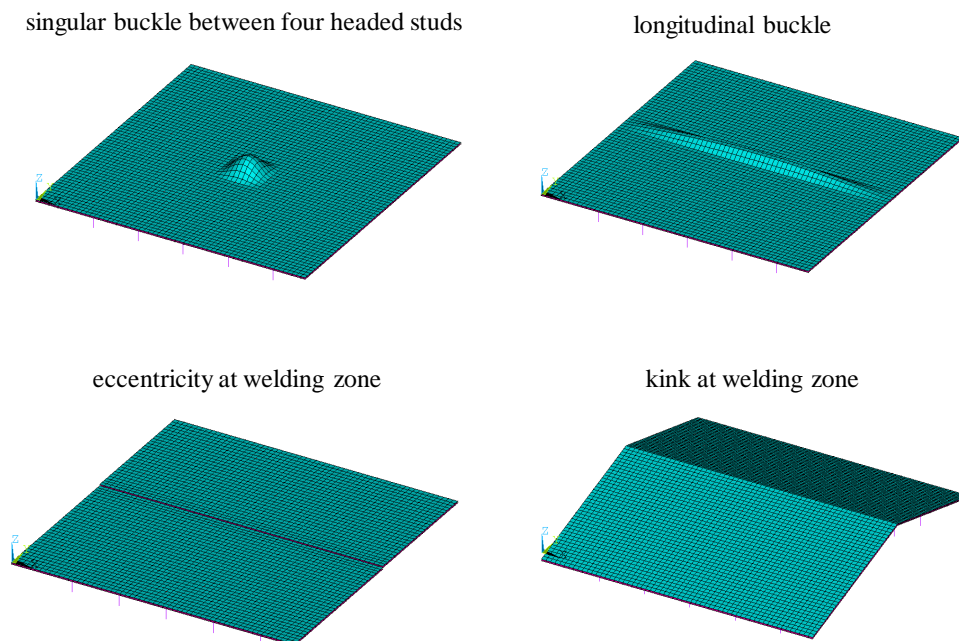 singular buckle between four headed studs
longitudinal buckle
Z
Z
eccentricity at welding zone
kink at welding zone
Z
Z